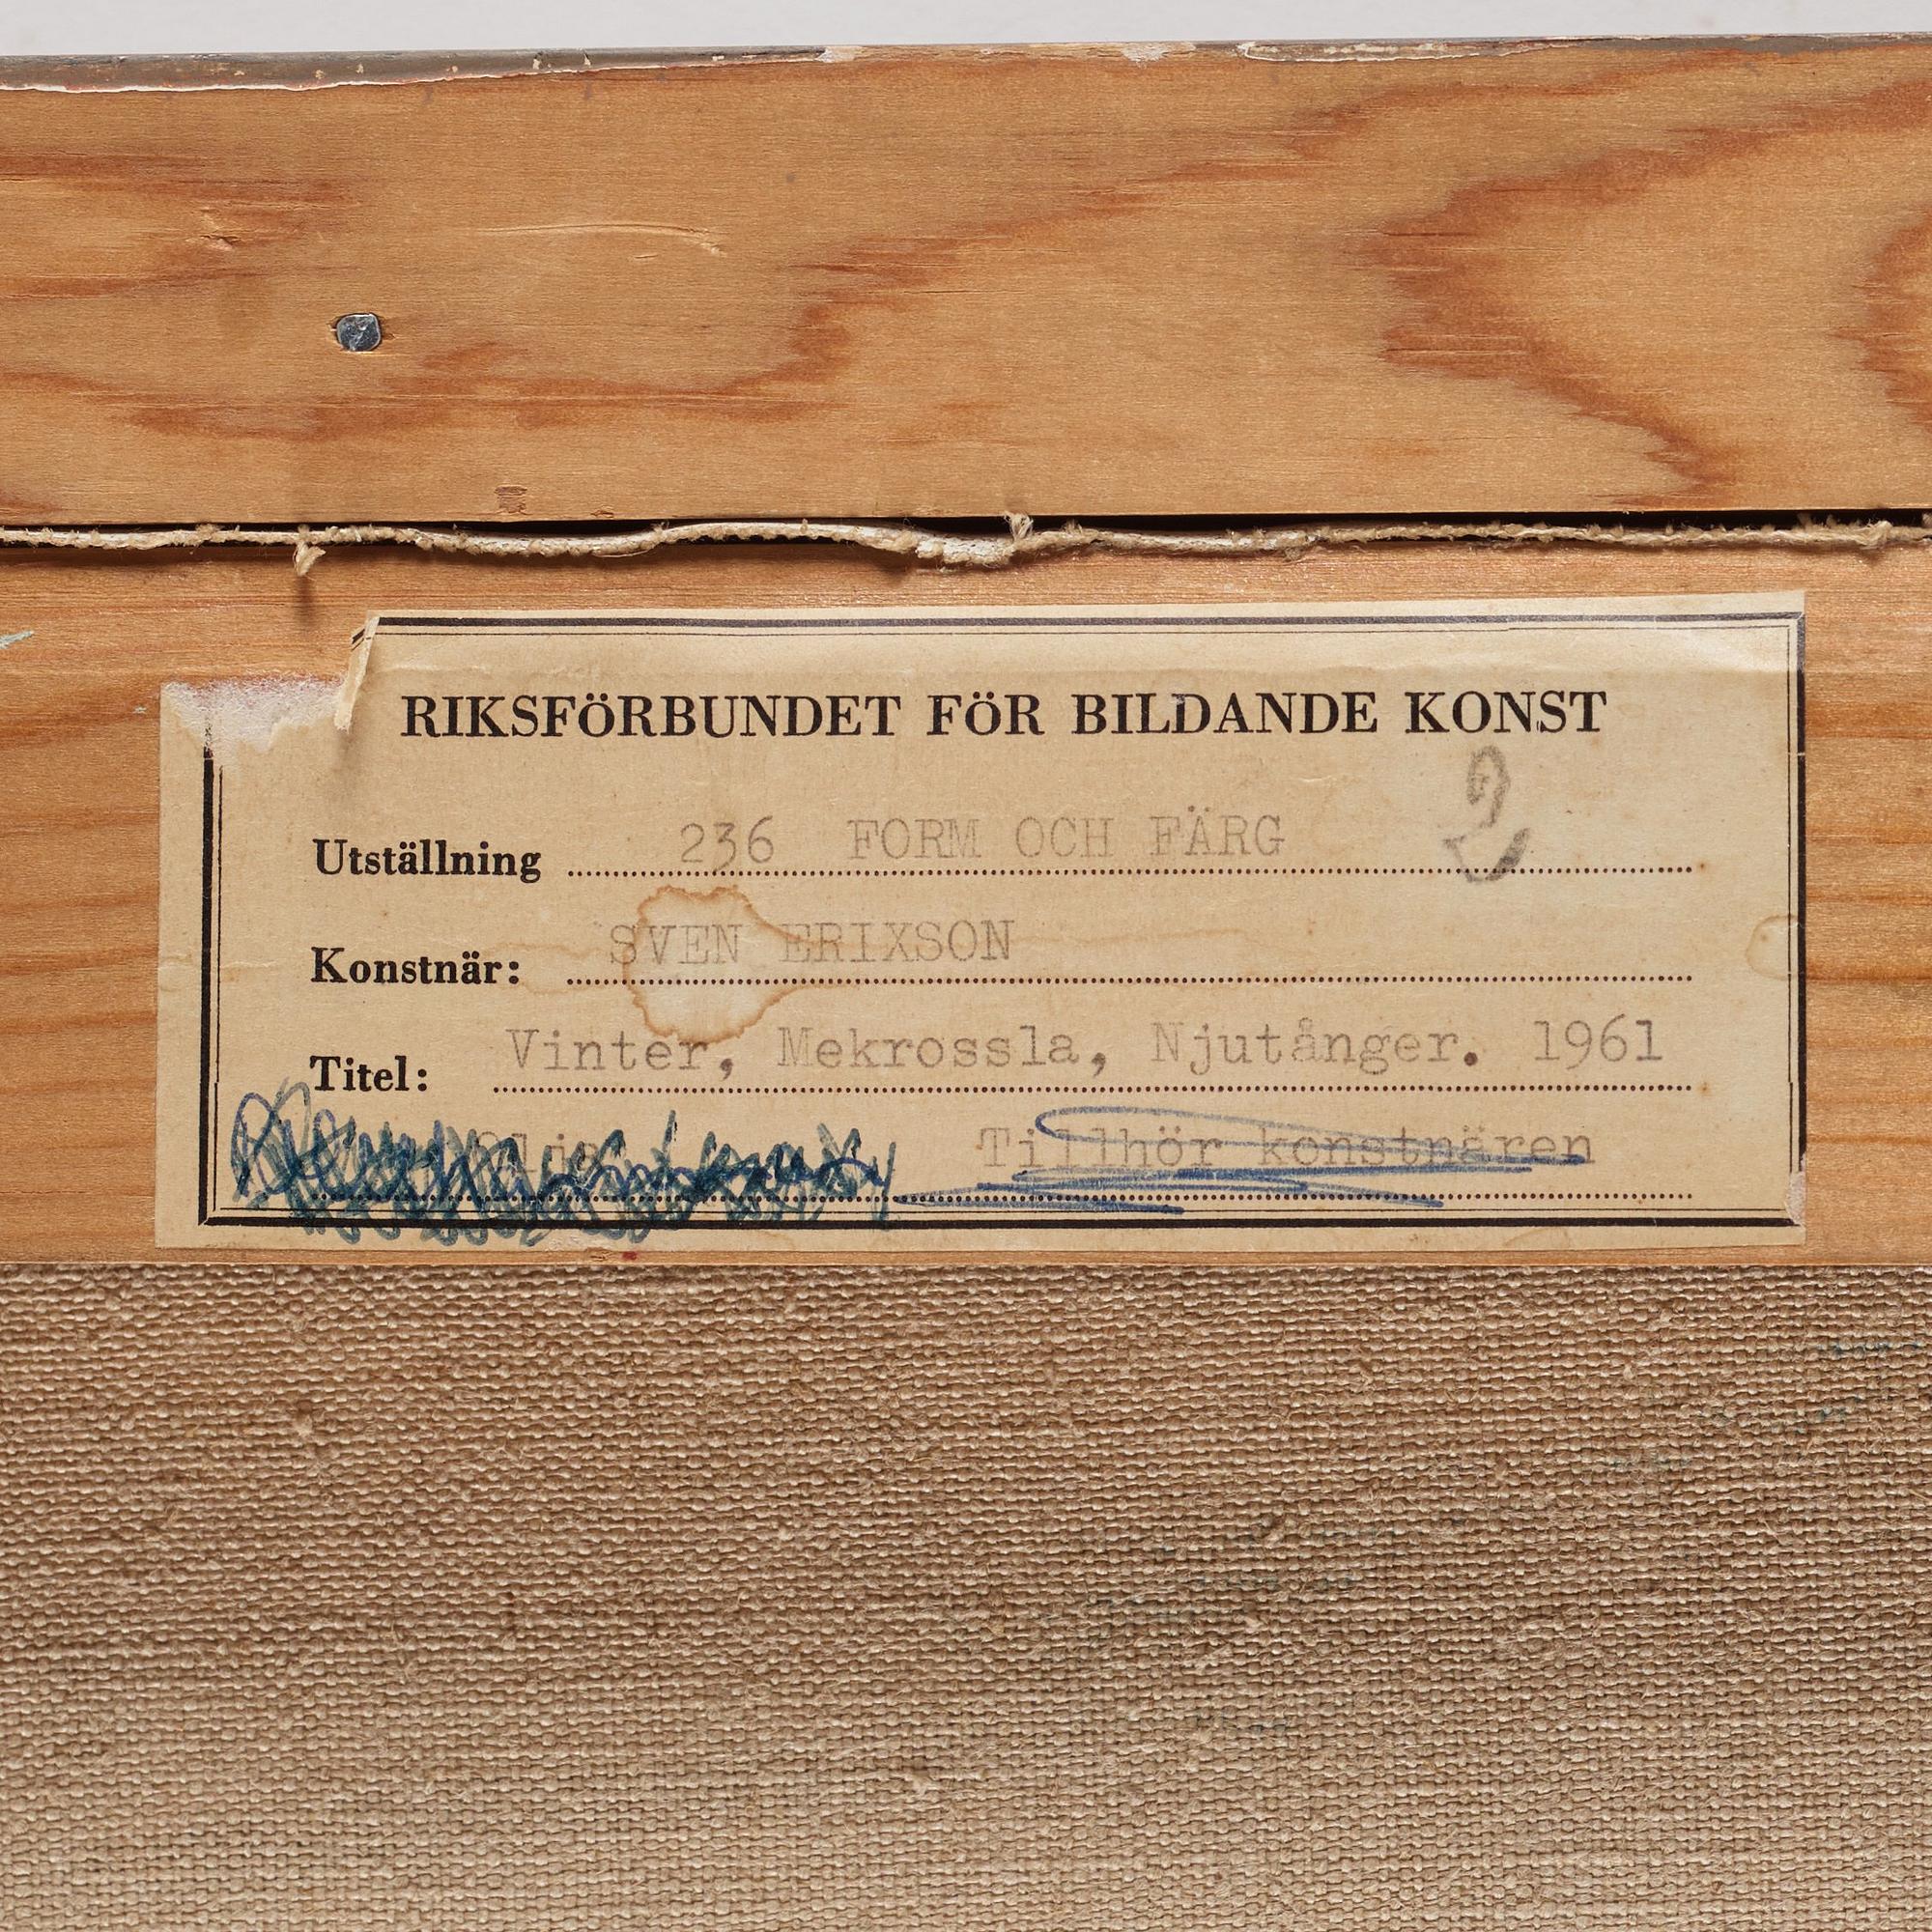 RIKSFÖRBUNDET FÖR BILDANDE KONST
2
Utställning 236 FORM OCH FÄRG
Konstnär: SVEN ERIXSON
Titel: Vinter, Mekrossla, Njutånger. 1961
Tillhör konstnären